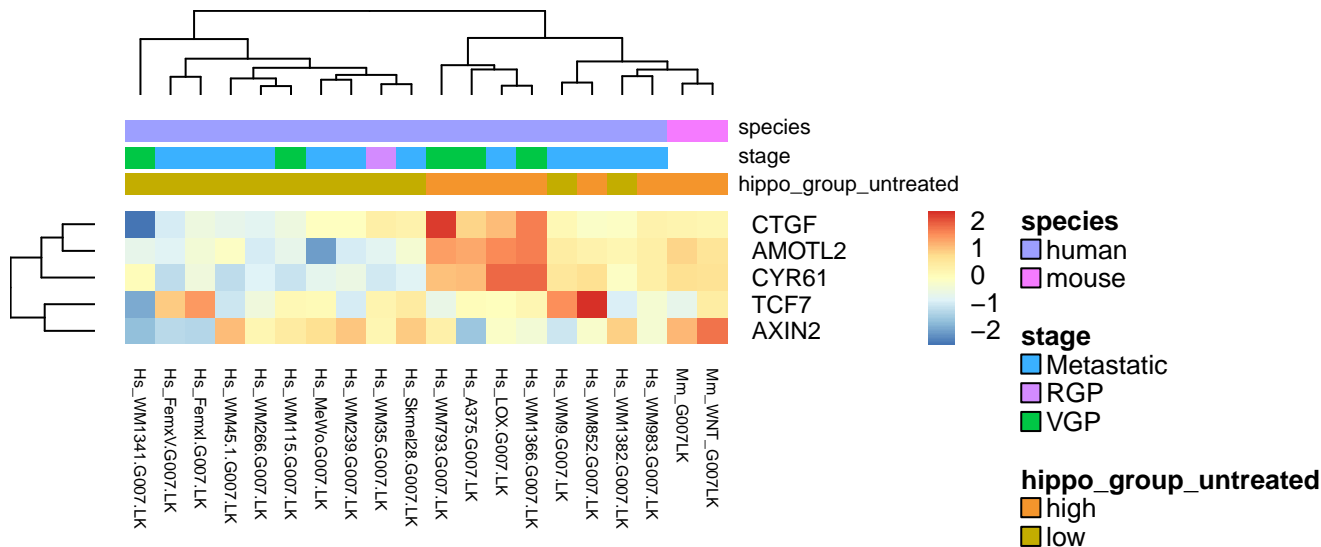 species
stage
hippo_group_untreated
CTGF
AMOTL2
CYR61
TCF7
AXIN2
2
1
0
−1
−2
species
human
mouse
stage
Metastatic
RGP
VGP
hippo_group_untreated
high
low
Hs_WM1341.G007.LK
Hs_FemxV.G007.LK
Hs_FemxI.G007.LK
Hs_WM45.1.G007.LK
Hs_WM266.G007.LK
Hs_WM115.G007.LK
Hs_MeWo.G007.LK
Hs_WM239.G007.LK
Hs_WM35.G007.LK
Hs_Skmel28.G007.LK
Hs_WM793.G007.LK
Hs_A375.G007.LK
Hs_LOX.G007.LK
Hs_WM1366.G007.LK
Hs_WM9.G007.LK
Hs_WM852.G007.LK
Hs_WM1382.G007.LK
Hs_WM983.G007.LK
Mm_G007LK
Mm_WNT_G007LK